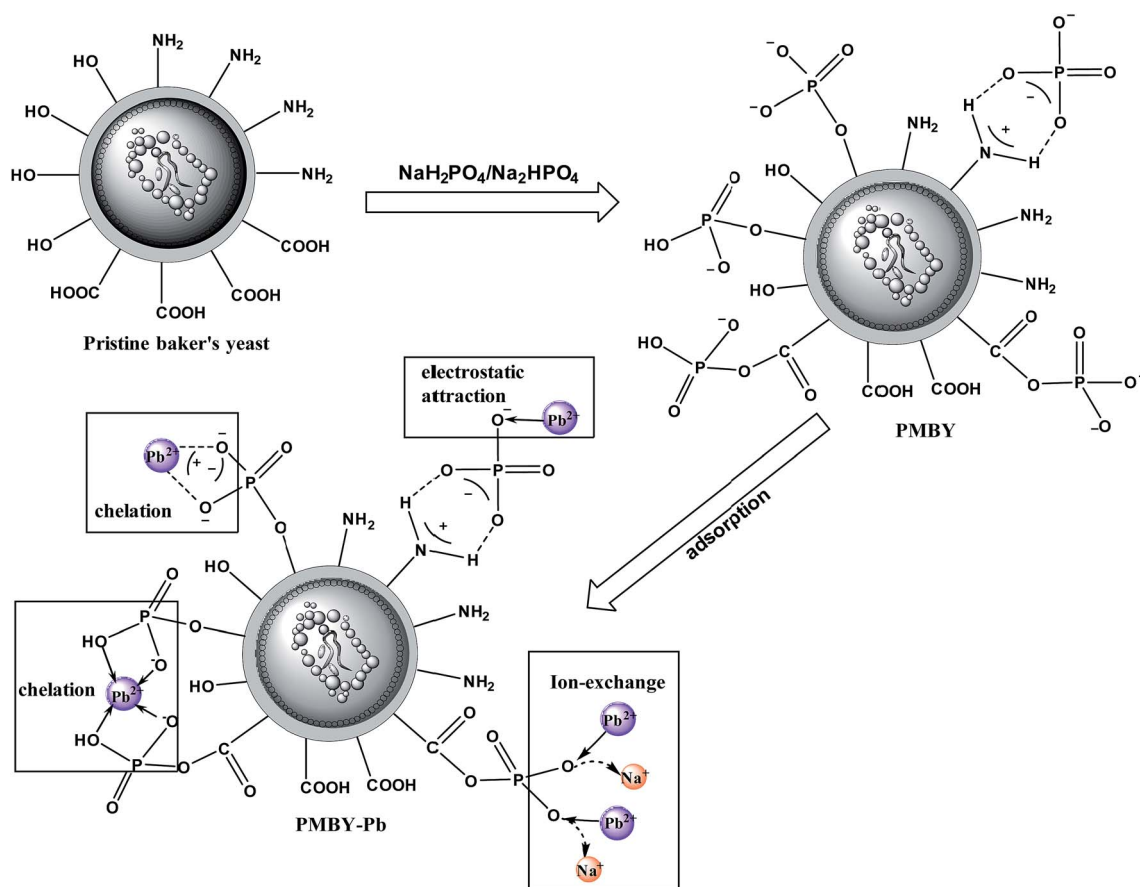 NH₂
NH₂
HO
HO
NH₂
HO
NH₂
HO
COOH
HOOC
COOH
COOH
Pristine baker's yeast
NaH₂PO₄/Na₂HPO₄
O⁻
⁻O
O
P
O
P
O
⁻O
H
−
O
O
+
NH₂
N
H
O
HO
P
O
NH₂
HO
⁻O
NH₂
HO
O⁻
O
HO
P
C
C
O
O
P
O⁻
O
O
O
COOH
COOH
⁻O
PMBY
adsorption
electrostatic
attraction
O⁻
Pb²⁺
O
P
O
−
H
O
+
N
H
Pb²⁺
O⁻
O
(+ −)
P
O⁻
chelation
O
NH₂
O
HO
NH₂
P
O
HO
⁻O
NH₂
HO
chelation
Pb²⁺
⁻O
HO
O
P
O
C
C
O
O
O
P
O
O
COOH
COOH
O
PMBY-Pb
Ion-exchange
Pb²⁺
O
Na⁺
O
Pb²⁺
Na⁺